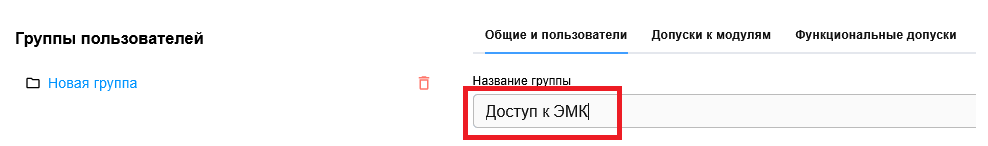 Группы пользователей
Новая группа
Общие и пользователи Допуски к модулям Функциональные допуски
Название группы
Доступ к ЭМК